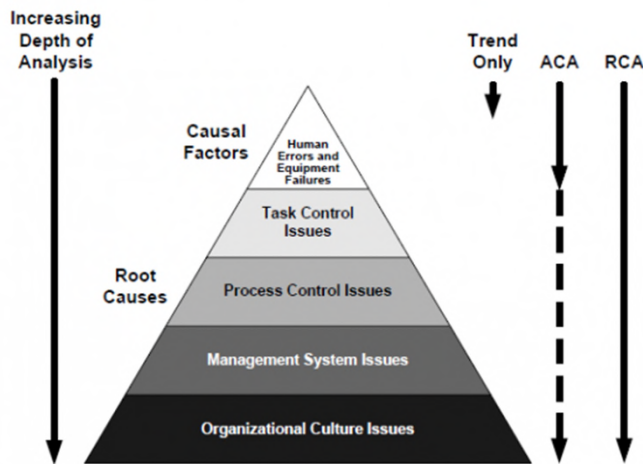 Increasing
Depth of
Analysis
Trend
Only
ACA
RCA
Causal
Factors
Human
Errors and
Equipment
Failures
Task Control
Issues
Root
Causes
Process Control Issues
Management System Issues
Organizational Culture Issues